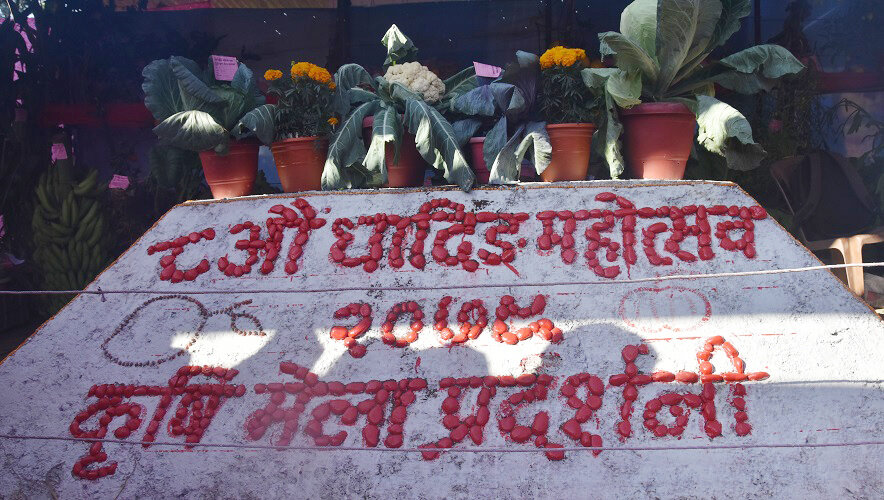 ८औं धादिङ महोत्सव
२०७८
कृषि मेला प्रदर्शनी